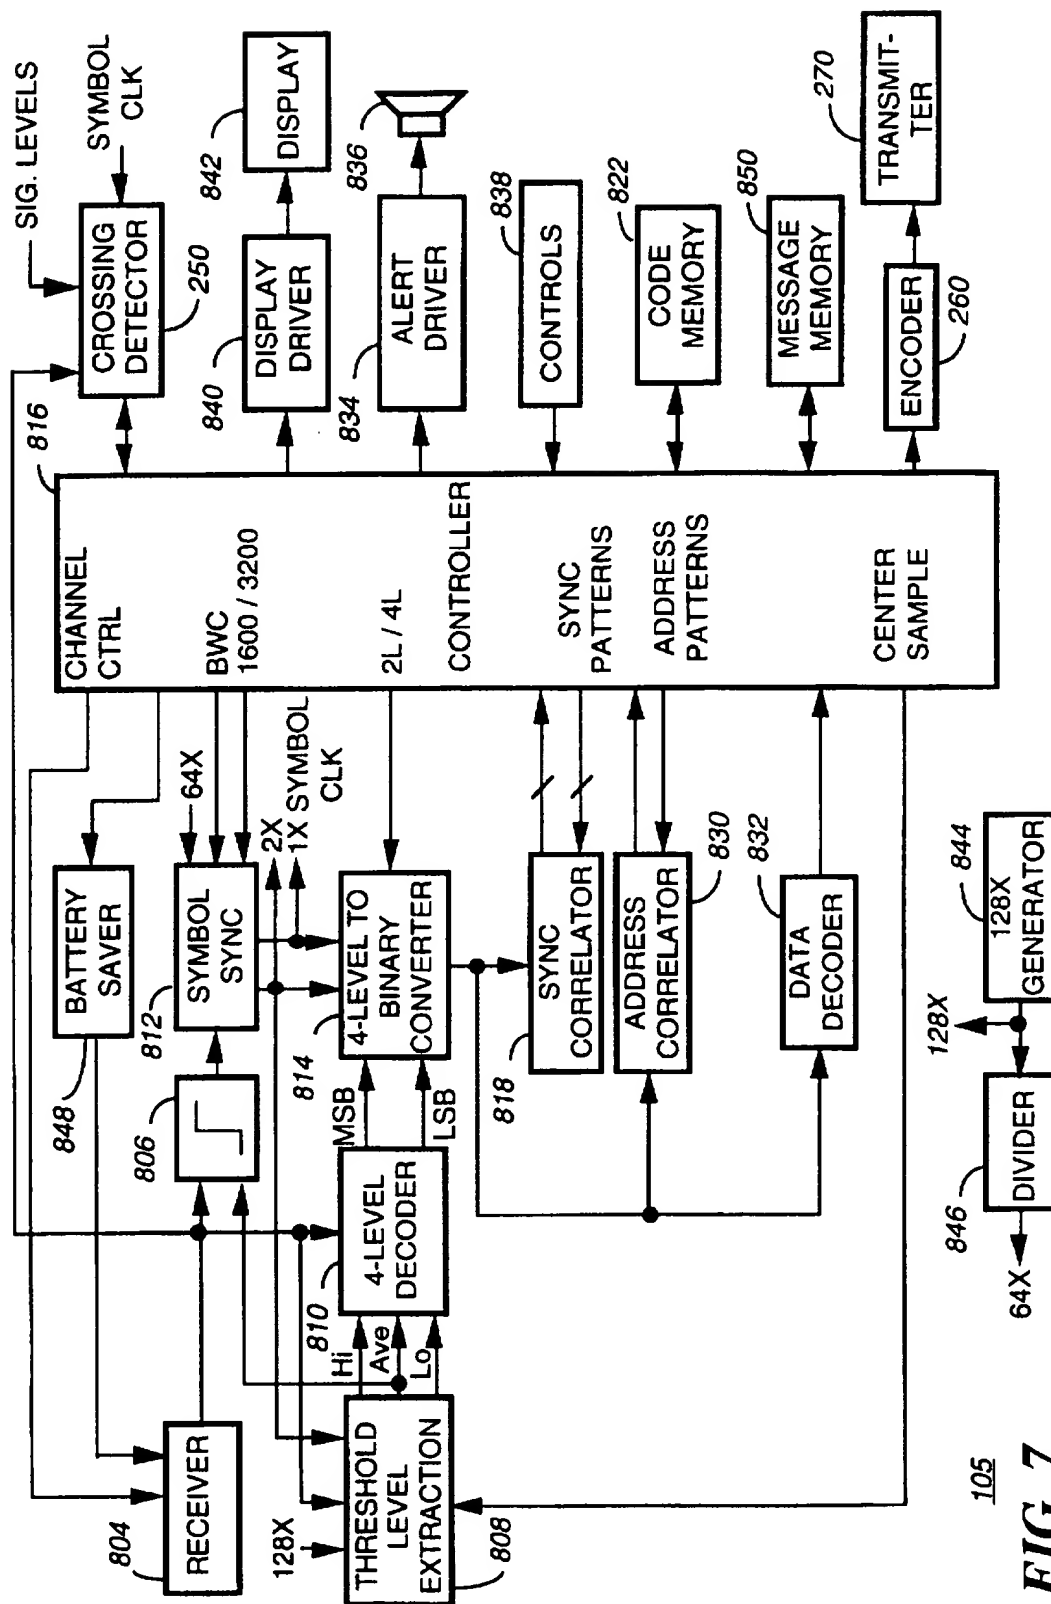 SIG. LEVELS
SYMBOL
CLK
816
CROSSING
DETECTOR
250
842
DISPLAY
840
DISPLAY
DRIVER
836
834
ALERT
DRIVER
838
CONTROLS
822
CODE
MEMORY
850
MESSAGE
MEMORY
270
TRANSMIT-
TER
ENCODER
260
CHANNEL
CTRL
BWC
1600 / 3200
2L / 4L
CONTROLLER
SYNC
PATTERNS
ADDRESS
PATTERNS
CENTER
SAMPLE
BATTERY
SAVER
848
64X
812
SYMBOL
SYNC
2X
1X SYMBOL
CLK
806
814
4-LEVEL TO
BINARY
CONVERTER
MSB
LSB
818
SYNC
CORRELATOR
830
ADDRESS
CORRELATOR
832
DATA
DECODER
810
4-LEVEL
DECODER
Hi
Ave
Lo
804
RECEIVER
128X
THRESHOLD
LEVEL
EXTRACTION
808
844
128X
GENERATOR
128X
846
DIVIDER
64X
105
FIG. 7